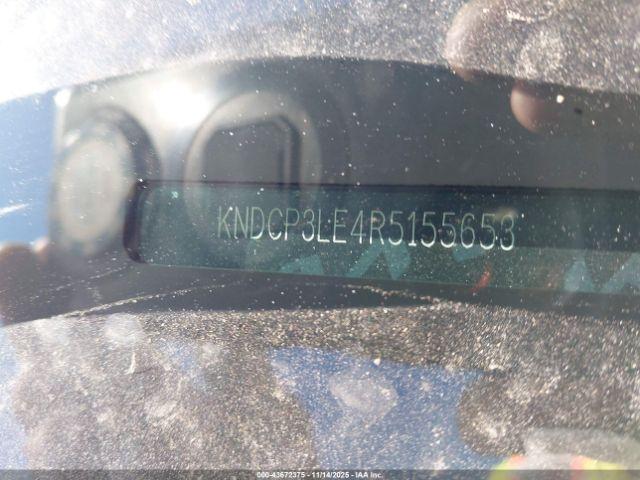 KNDCP3LE4R5155653
000-43672375 - 11/14/2025 - IAA Inc.